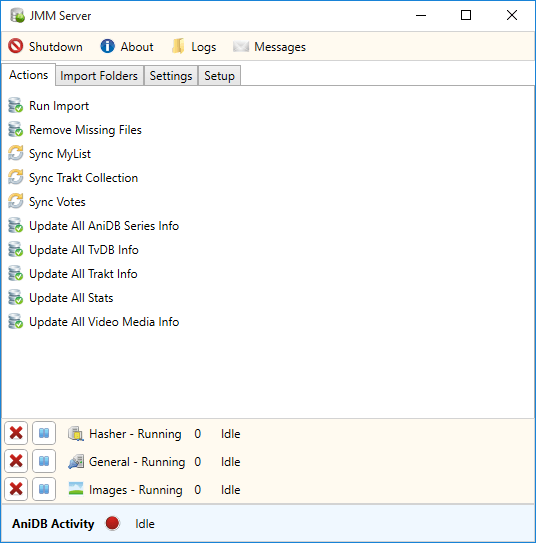 JMM Server
Shutdown About Logs Messages
Actions Import Folders Settings Setup
Run Import
Remove Missing Files
Sync MyList
Sync Trakt Collection
Sync Votes
Update All AniDB Series Info
Update All TvDB Info
Update All Trakt Info
Update All Stats
Update All Video Media Info
Hasher - Running 0 Idle
General - Running 0 Idle
Images - Running 0 Idle
AniDB Activity Idle